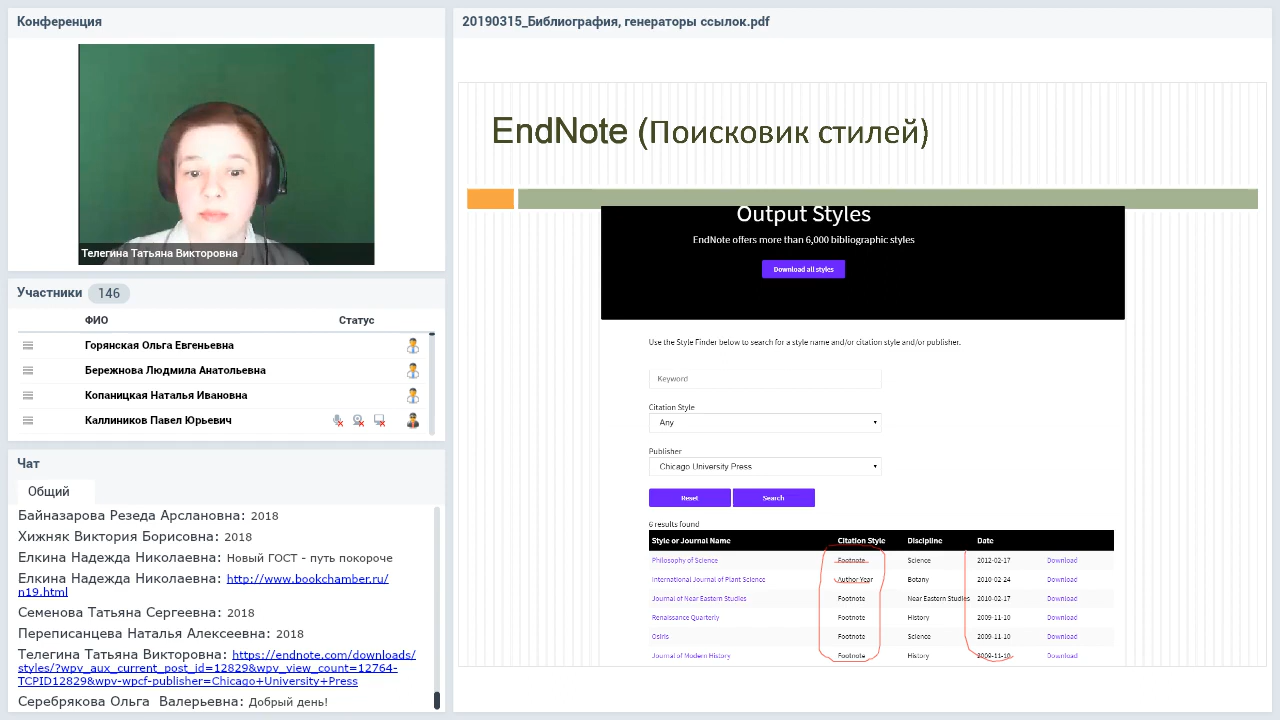 Конференция
Телегина Татьяна Викторовна
Участники 146
ФИО Статус
Горянская Ольга Евгеньевна
Бережнова Людмила Анатольевна
Копаницкая Наталья Ивановна
Каллиников Павел Юрьевич
Чат
Общий
Байназарова Резеда Арслановна: 2018
Хижняк Виктория Борисовна: 2018
Елкина Надежда Николаевна: Новый ГОСТ - путь покороче
Елкина Надежда Николаевна: http://www.bookchamber.ru/
n19.html
Семенова Татьяна Сергеевна: 2018
Переписанцева Наталья Алексеевна: 2018
Телегина Татьяна Викторовна: https://endnote.com/downloads/
styles/?wpv_aux_current_post_id=12829&wpv_view_count=12764-
TCPID12829&wpv-wpcf-publisher=Chicago+University+Press
Серебрякова Ольга Валерьевна: Добрый день!
20190315_Библиография, генераторы ссылок.pdf
EndNote (Поисковик стилей)
Output Styles
EndNote offers more than 6,000 bibliographic styles
Download all styles
Use the Style Finder below to search for a style name and/or citation style and/or publisher.
Keyword
Citation Style
Any
Publisher
Chicago University Press
Reset Search
6 results found
Style or Journal Name Citation Style Discipline Date
Philosophy of Science Footnote Science 2012-02-17 Download
International Journal of Plant Science Author Year Botany 2010-02-24 Download
Journal of Near Eastern Studies Footnote Near Eastern Studies 2010-02-17 Download
Renaissance Quarterly Footnote History 2009-11-10 Download
Osiris Footnote Science 2009-11-10 Download
Journal of Modern History Footnote History 2009-11-10 Download